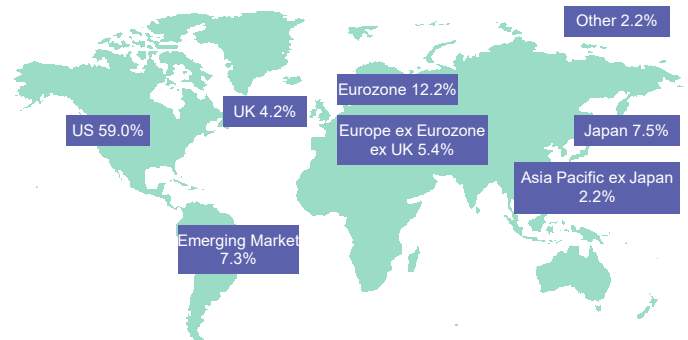 Other 2.2%
Eurozone 12.2%
UK 4.2%
US 59.0%
Europe ex Eurozone
ex UK 5.4%
Japan 7.5%
Asia Pacific ex Japan
2.2%
Emerging Market
7.3%